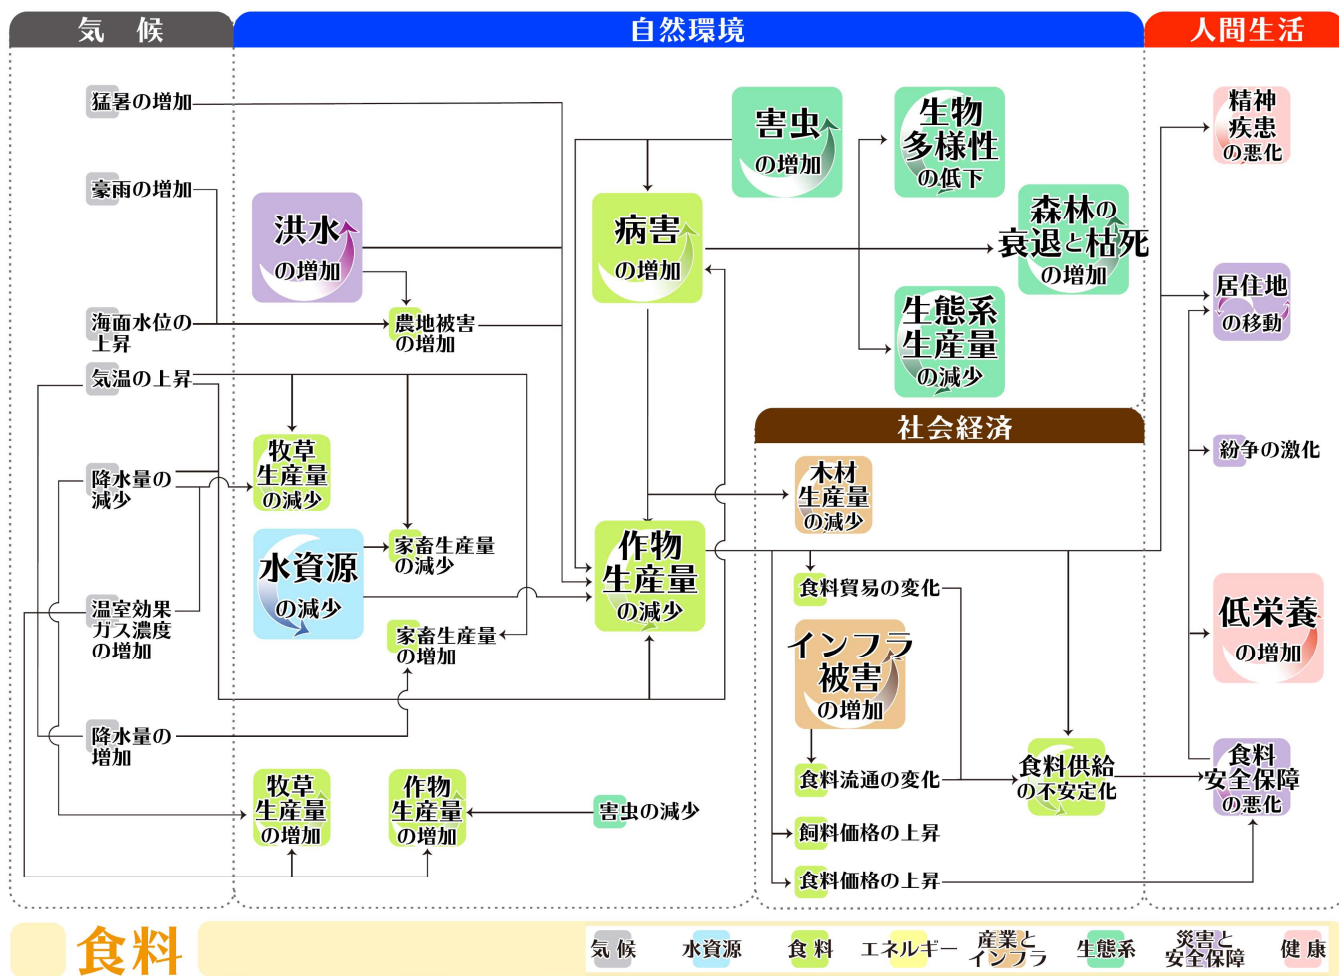 気候
自然環境
人間生活
猛暑の増加
豪雨の増加
海面水位の
上昇
気温の上昇
降水量の
減少
温室効果
ガス濃度
の増加
降水量の
増加
洪水
の増加
農地被害
の増加
牧草
生産量
の減少
水資源
の減少
家畜生産量
の減少
家畜生産量
の増加
牧草
生産量
の増加
作物
生産量
の増加
害虫の減少
害虫
の増加
病害
の増加
作物
生産量
の減少
生物
多様性
の低下
森林の
衰退と枯死
の増加
生態系
生産量
の減少
社会経済
木材
生産量
の減少
食料貿易の変化
インフラ
被害
の増加
食料流通の変化
飼料価格の上昇
食料価格の上昇
食料供給
の不安定化
精神
疾患
の悪化
居住地
の移動
紛争の激化
低栄養
の増加
食料
安全保障
の悪化
食料
気候
水資源
食料
エネルギー
産業と
インフラ
生態系
災害と
安全保障
健康